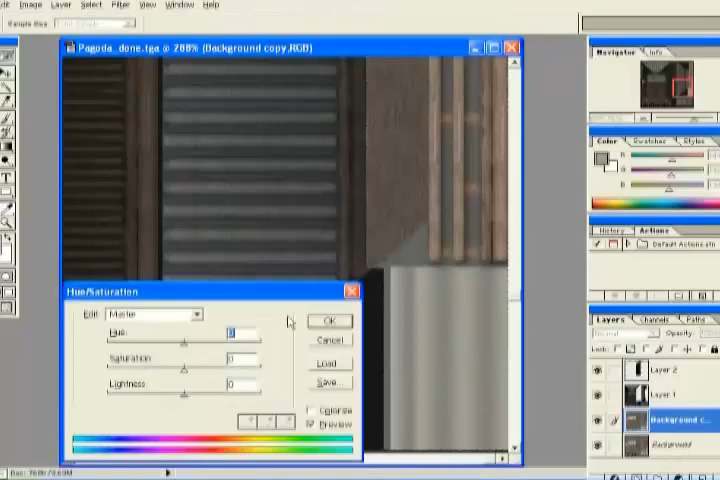 Image Layer Select Filter View Window Help
Sample Size:
Pagoda_done.tga @ 200% (Background copy,RGB)
Navigator Info
Color Swatches Styles
R
G
B
History Actions
Default Actions.atn
Hue/Saturation
Edit: Master
Hue: 0
Saturation: 0
Lightness: 0
OK
Cancel
Load
Save...
Colorize
Preview
Layers Channels Paths
Normal Opacity:
Lock:
Layer 2
Layer 1
Background c...
Background